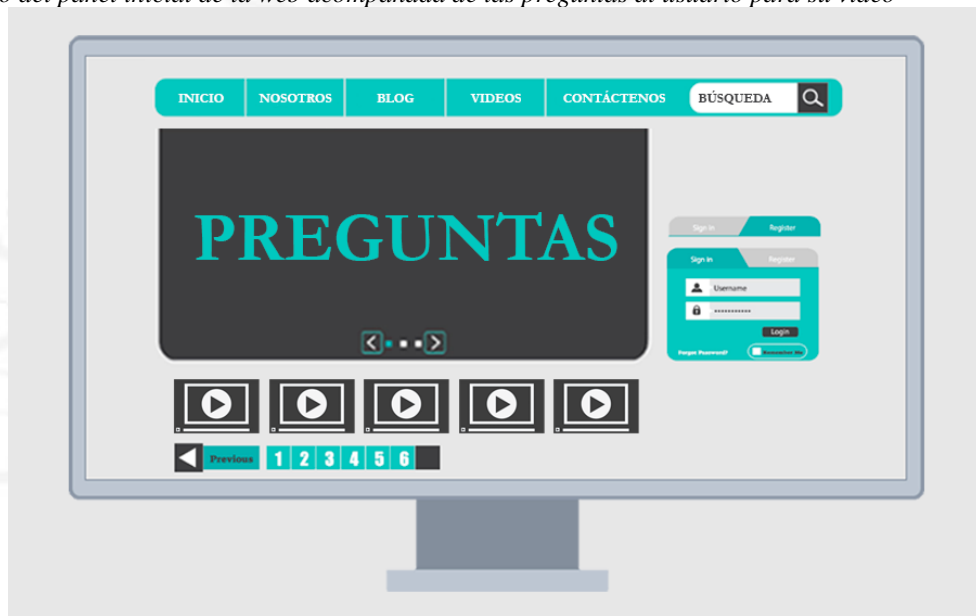 o del panel inicial de la web acompañada de las preguntas al usuario para su video
INICIO NOSOTROS BLOG VIDEOS CONTÁCTENOS BÚSQUEDA
PREGUNTAS
Sign in Register
Sign in Register
Username
Login
Forgot Password? Remember Me
Previous 1 2 3 4 5 6